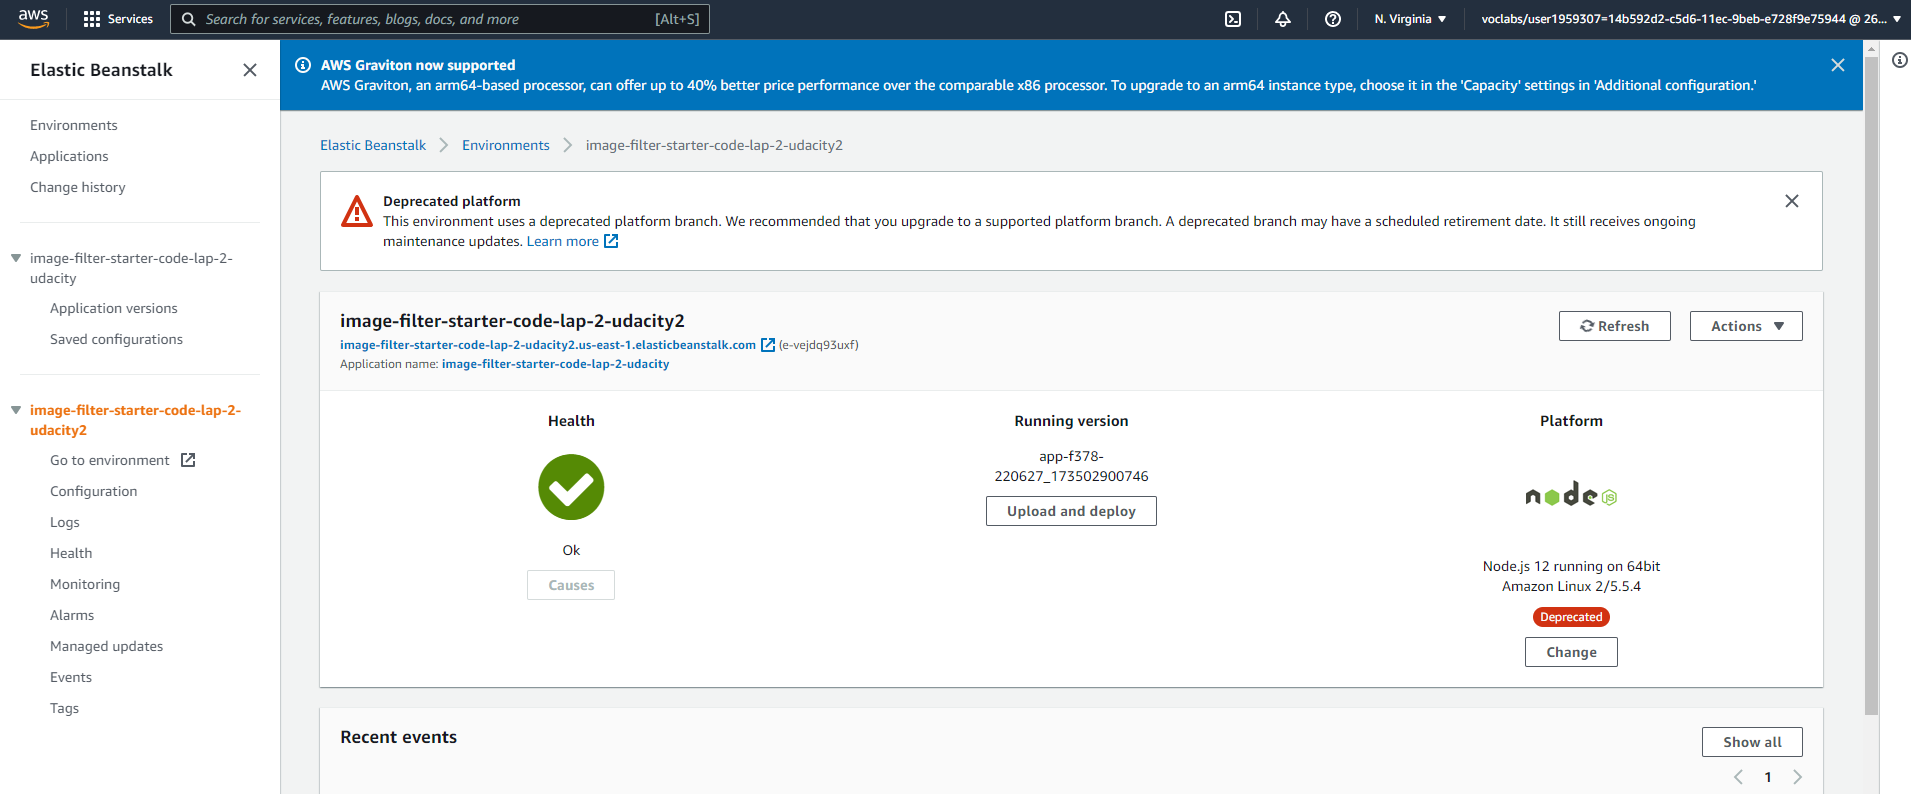 aws
Services
Search for services, features, blogs, docs, and more
[Alt+S]
N. Virginia
voclabs/user1959307=14b592d2-c5d6-11ec-9beb-e728f9e75944 @ 26...
Elastic Beanstalk
Environments
Applications
Change history
image-filter-starter-code-lap-2-
udacity
Application versions
Saved configurations
image-filter-starter-code-lap-2-
udacity2
Go to environment
Configuration
Logs
Health
Monitoring
Alarms
Managed updates
Events
Tags
AWS Graviton now supported
AWS Graviton, an arm64-based processor, can offer up to 40% better price performance over the comparable x86 processor. To upgrade to an arm64 instance type, choose it in the 'Capacity' settings in 'Additional configuration.'
Elastic Beanstalk
Environments
image-filter-starter-code-lap-2-udacity2
Deprecated platform
This environment uses a deprecated platform branch. We recommended that you upgrade to a supported platform branch. A deprecated branch may have a scheduled retirement date. It still receives ongoing
maintenance updates. Learn more
image-filter-starter-code-lap-2-udacity2
image-filter-starter-code-lap-2-udacity2.us-east-1.elasticbeanstalk.com (e-vejdq93uxf)
Application name: image-filter-starter-code-lap-2-udacity
Refresh
Actions
Health
Ok
Causes
Running version
app-f378-
220627_173502900746
Upload and deploy
Platform
node
JS
Node.js 12 running on 64bit
Amazon Linux 2/5.5.4
Deprecated
Change
Recent events
Show all
1